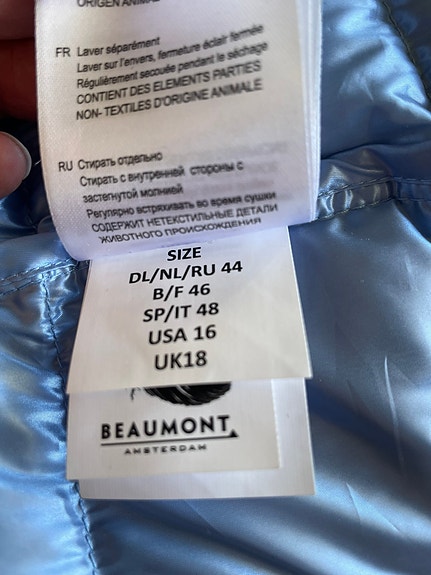 ORIGEN ANIMAL
FR Laver séparément
Laver sur l'envers, fermeture éclair fermée
Régulièrement secouée pendant le séchage
CONTIENT DES ELEMENTS PARTIES
NON- TEXTILES D'ORIGINE ANIMALE
RU Стирать отдельно
Стирать с внутренней стороны с
застегнутой молнией
Регулярно встряхивать во время сушки
СОДЕРЖИТ НЕТЕКСТИЛЬНЫЕ ДЕТАЛИ
ЖИВОТНОГО ПРОИСХОЖДЕНИЯ
SIZE
DL/NL/RU 44
B/F 46
SP/IT 48
USA 16
UK18
BEAUMONT
AMSTERDAM